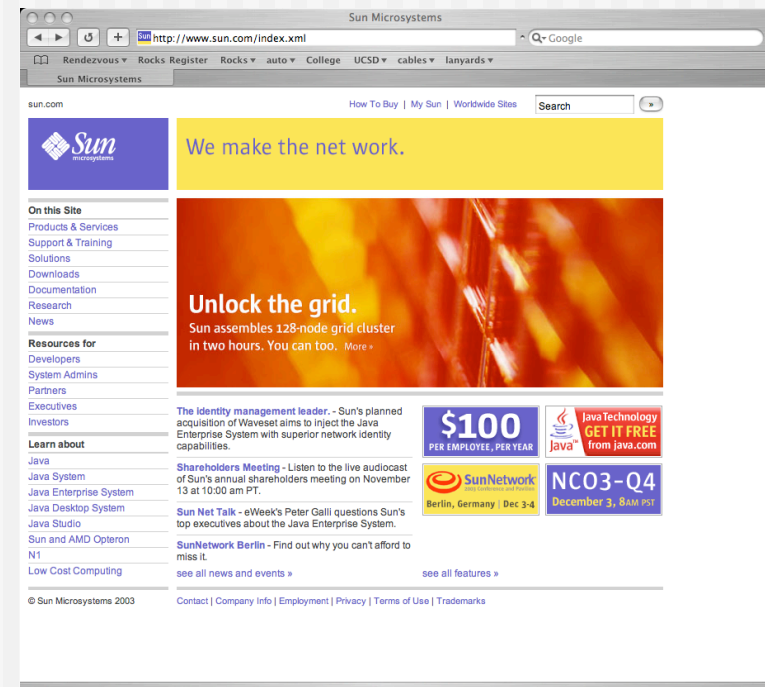 Sun Microsystems
Sun http://www.sun.com/index.xml
Google
Rendezvous Rocks Register Rocks auto College UCSD cables lanyards
Sun Microsystems
sun.com How To Buy | My Sun | Worldwide Sites Search
Sun
microsystems
We make the net work.
On this Site
Products & Services
Support & Training
Solutions
Downloads
Documentation
Research
News
Resources for
Developers
System Admins
Partners
Executives
Investors
Learn about
Java
Java System
Java Enterprise System
Java Desktop System
Java Studio
Sun and AMD Opteron
N1
Low Cost Computing
Unlock the grid.
Sun assembles 128-node grid cluster
in two hours. You can too. More »
The identity management leader. - Sun's planned
acquisition of Waveset aims to inject the Java
Enterprise System with superior network identity
capabilities.
Shareholders Meeting - Listen to the live audiocast
of Sun's annual shareholders meeting on November
13 at 10:00 am PT.
Sun Net Talk - eWeek's Peter Galli questions Sun's
top executives about the Java Enterprise System.
SunNetwork Berlin - Find out why you can't afford to
miss it.
see all news and events »
$100
PER EMPLOYEE, PER YEAR
Java Technology
GET IT FREE
from java.com
Java™
SunNetwork
2003 Conference and Pavilion
Berlin, Germany | Dec 3-4
NCO3-Q4
December 3, 8AM PST
see all features »
© Sun Microsystems 2003
Contact | Company Info | Employment | Privacy | Terms of Use | Trademarks